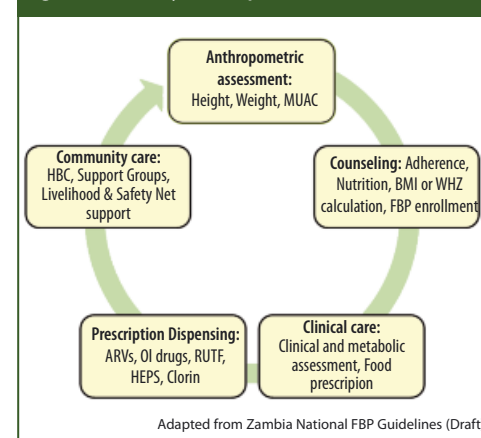 Anthropometric
assessment:
Height, Weight, MUAC
Counseling: Adherence,
Nutrition, BMI or WHZ
calculation, FBP enrollment
Clinical care:
Clinical and metabolic
assessment, Food
prescripion
Prescription Dispensing:
ARVs, OI drugs, RUTF,
HEPS, Clorin
Community care:
HBC, Support Groups,
Livelihood & Safety Net
support
Adapted from Zambia National FBP Guidelines (Draft